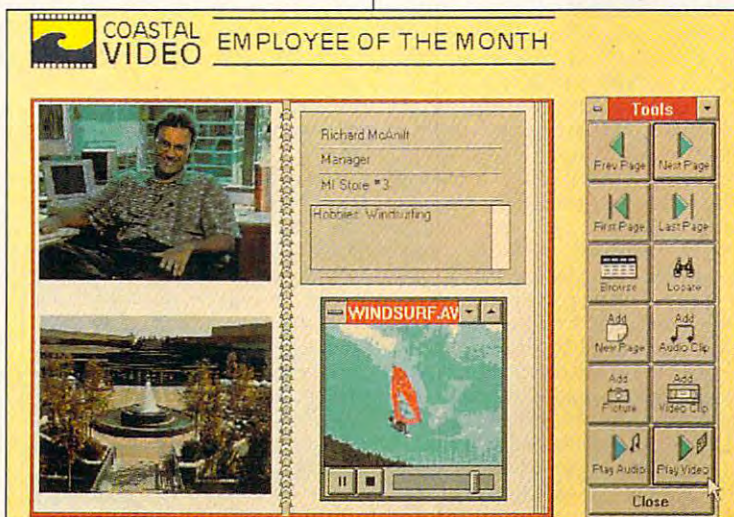 COASTAL
VIDEO
EMPLOYEE OF THE MONTH
Richard McAniff
Manager
MI Store #3
Hobbies: Windsurfing
WINDSURF.AV
Tools
Prev Page
Next Page
First Page
Last Page
Browse
Locate
Add
New Page
Add
Audio Clip
Add
Picture
Add
Video Clip
Play Audio
Play Video
Close